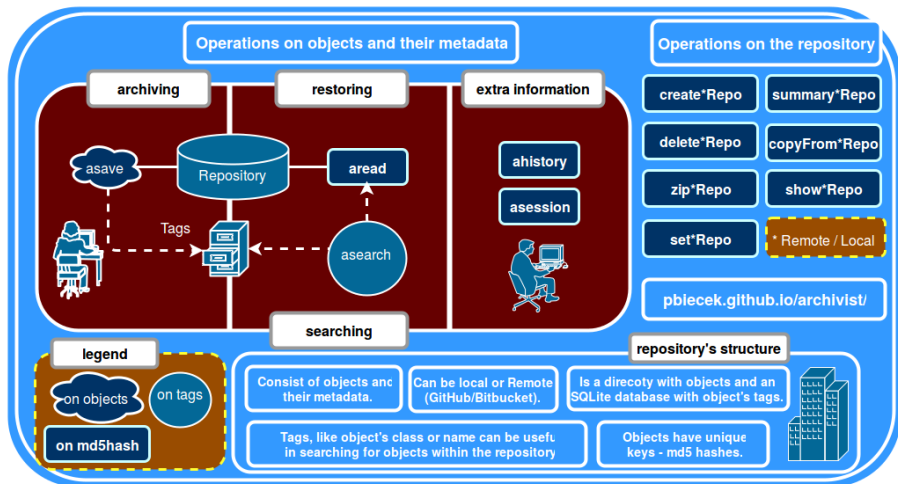 Operations on objects and their metadata
Operations on the repository
archiving
restoring
extra information
create*Repo
summary*Repo
delete*Repo
copyFrom*Repo
zip*Repo
show*Repo
set*Repo
* Remote / Local
asave
Repository
aread
ahistory
asession
Tags
asearch
pbiecek.github.io/archivist/
searching
legend
on objects
on tags
on md5hash
repository's structure
Consist of objects and
their metadata.
Can be local or Remote
(GitHub/Bitbucket).
Is a direcoty with objects and an
SQLite database with object's tags.
Tags, like object's class or name can be usefu
in searching for objects within the repository
Objects have unique
keys - md5 hashes.